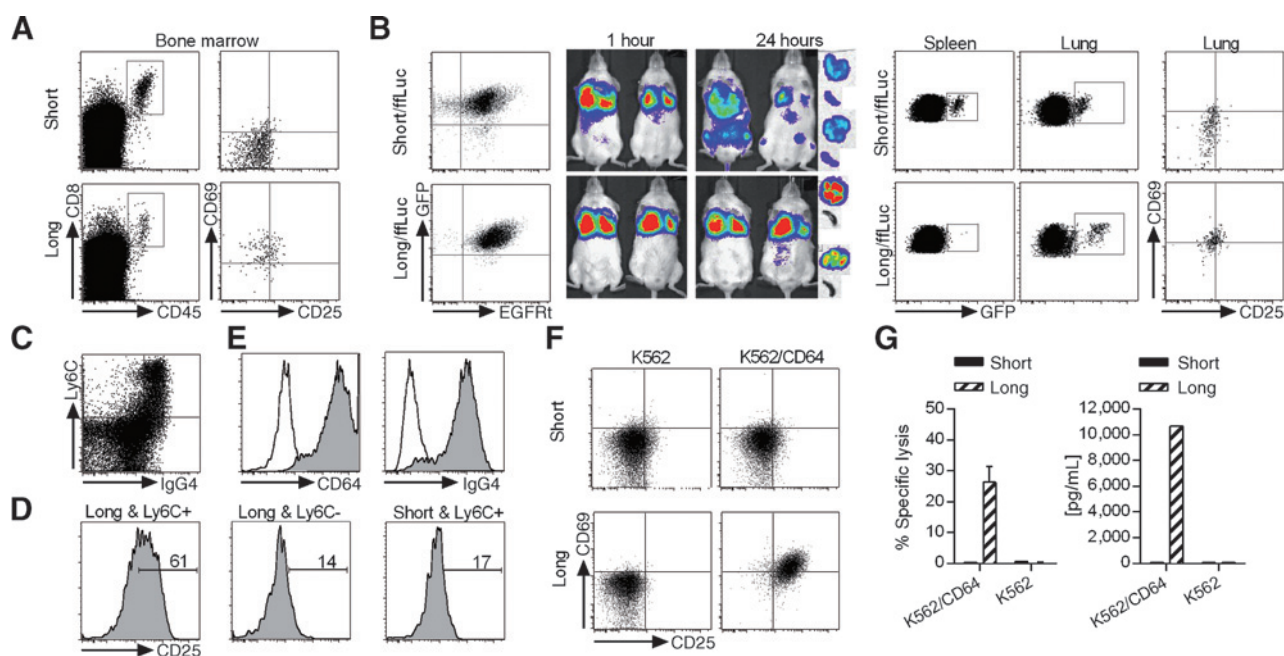 A
Bone marrow
Short
Long
CD8
CD69
CD45
CD25
B
1 hour
24 hours
Spleen
Lung
Lung
Short/ffLuc
Long/ffLuc
GFP
EGFRt
GFP
CD69
CD25
C
Ly6C
IgG4
D
Long & Ly6C+
Long & Ly6C-
Short & Ly6C+
61
14
17
CD25
E
CD64
IgG4
F
K562
K562/CD64
Short
Long
CD69
CD25
G
Short
Long
% Specific lysis
50
40
30
20
10
0
K562/CD64
K562
Short
Long
[pg/mL]
12,000
10,000
8,000
6,000
4,000
2,000
0
K562/CD64
K562
Short/ffLuc
Long/ffLuc